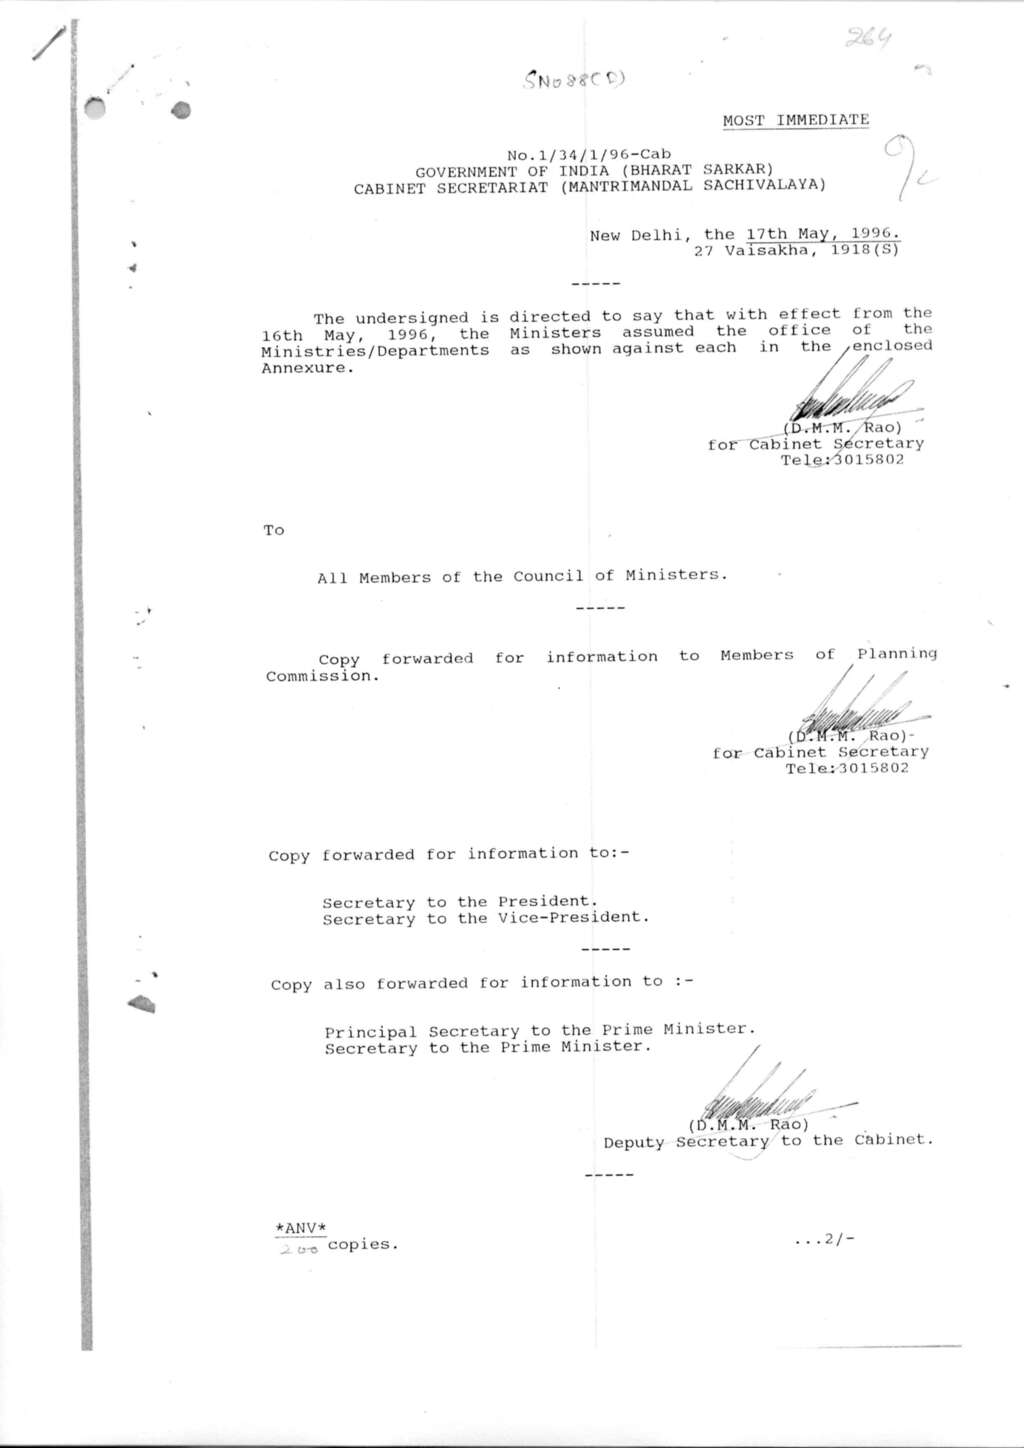 264
SNo 88(D)
MOST IMMEDIATE
No.1/34/1/96-Cab
GOVERNMENT OF INDIA (BHARAT SARKAR)
CABINET SECRETARIAT (MANTRIMANDAL SACHIVALAYA)
New Delhi, the 17th May, 1996.
27 Vaisakha, 1918(S)
-----
The undersigned is directed to say that with effect from the
16th May, 1996, the Ministers assumed the office of the
Ministries/Departments as shown against each in the enclosed
Annexure.
(D.M.M. Rao)
for Cabinet Secretary
Tele:3015802
To
All Members of the Council of Ministers.
-----
Copy forwarded for information to Members of Planning
Commission.
(D.M.M. Rao)-
for Cabinet Secretary
Tele:3015802
Copy forwarded for information to:-
Secretary to the President.
Secretary to the Vice-President.
-----
Copy also forwarded for information to :-
Principal Secretary to the Prime Minister.
Secretary to the Prime Minister.
(D.M.M. Rao)
Deputy Secretary to the Cabinet.
-----
*ANV*
200 copies.
...2/-